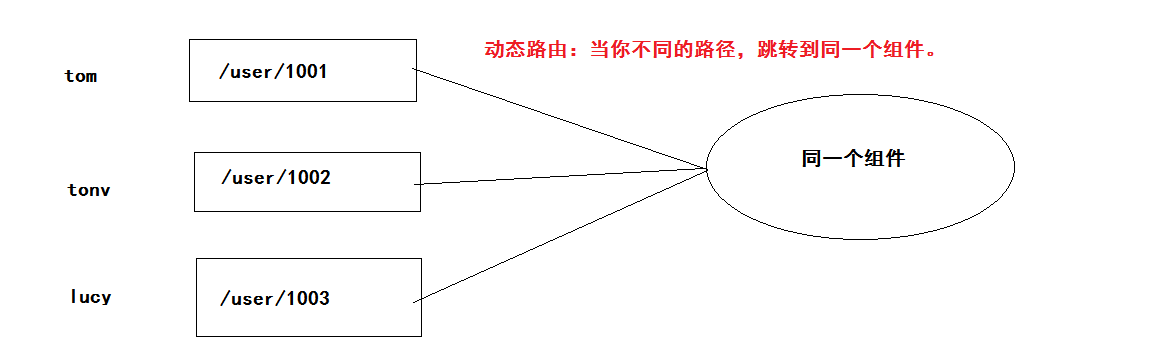 动态路由：当你不同的路径，跳转到同一个组件。
tom
/user/1001
同一个组件
tonv
/user/1002
lucy
/user/1003